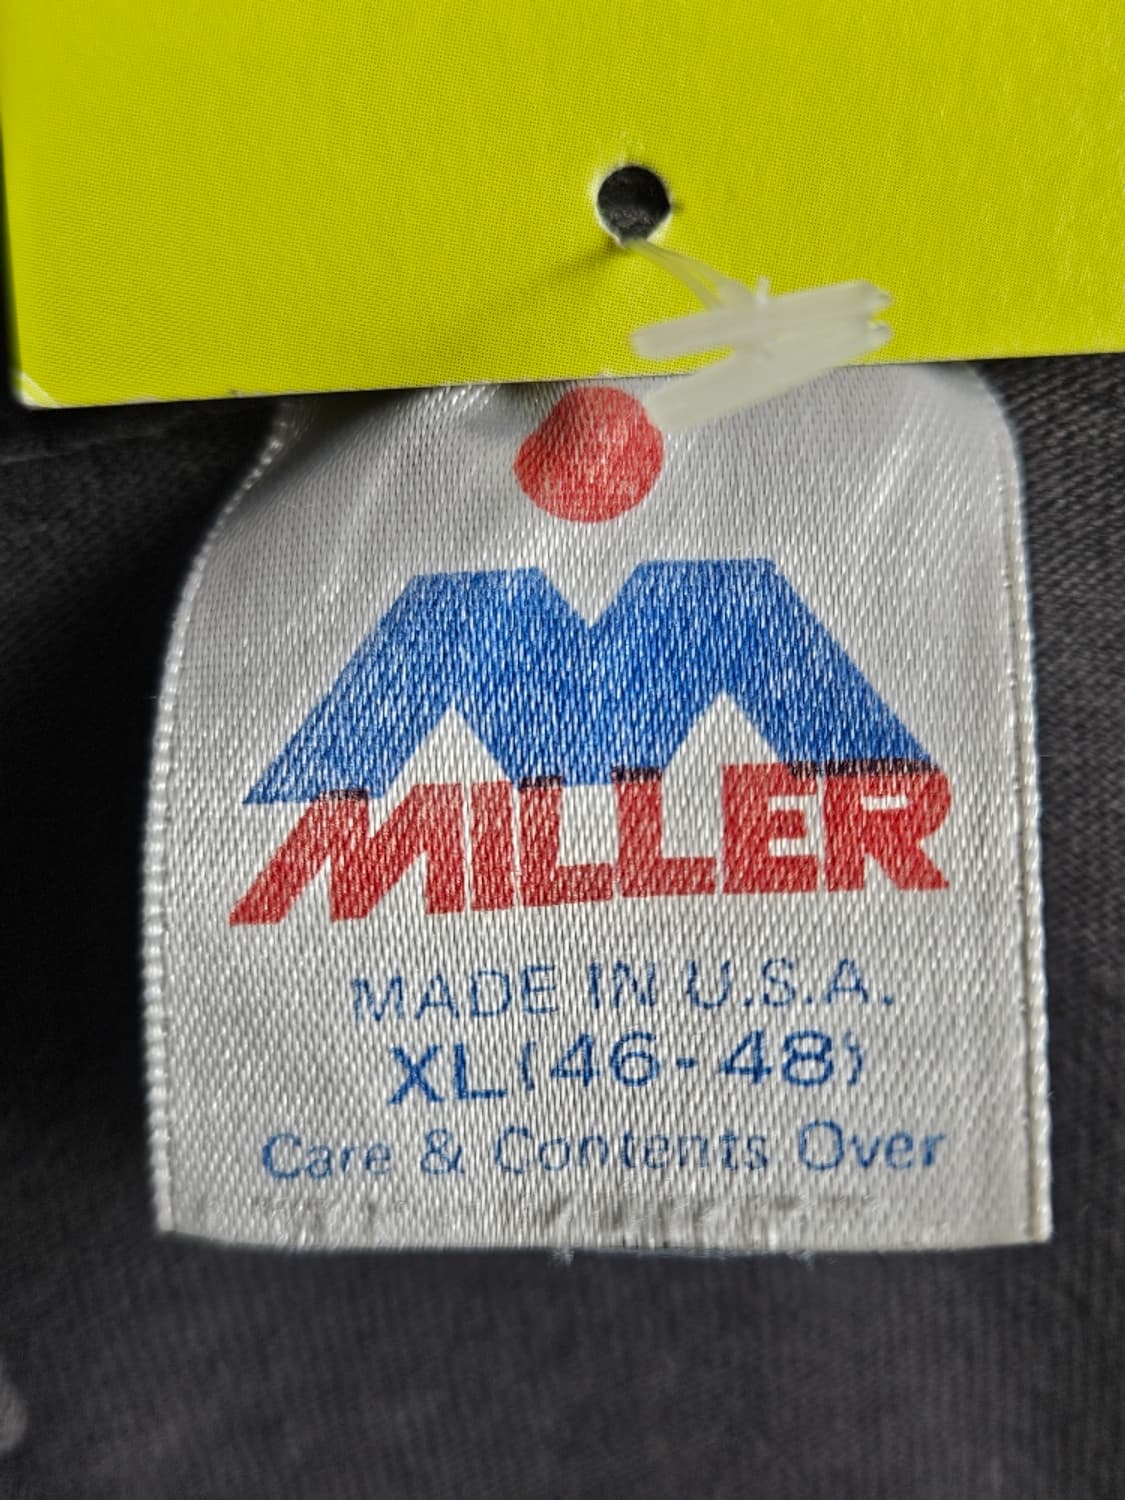 MILLER
MADE IN U.S.A.
XL (46-48)
Care & Contents Over